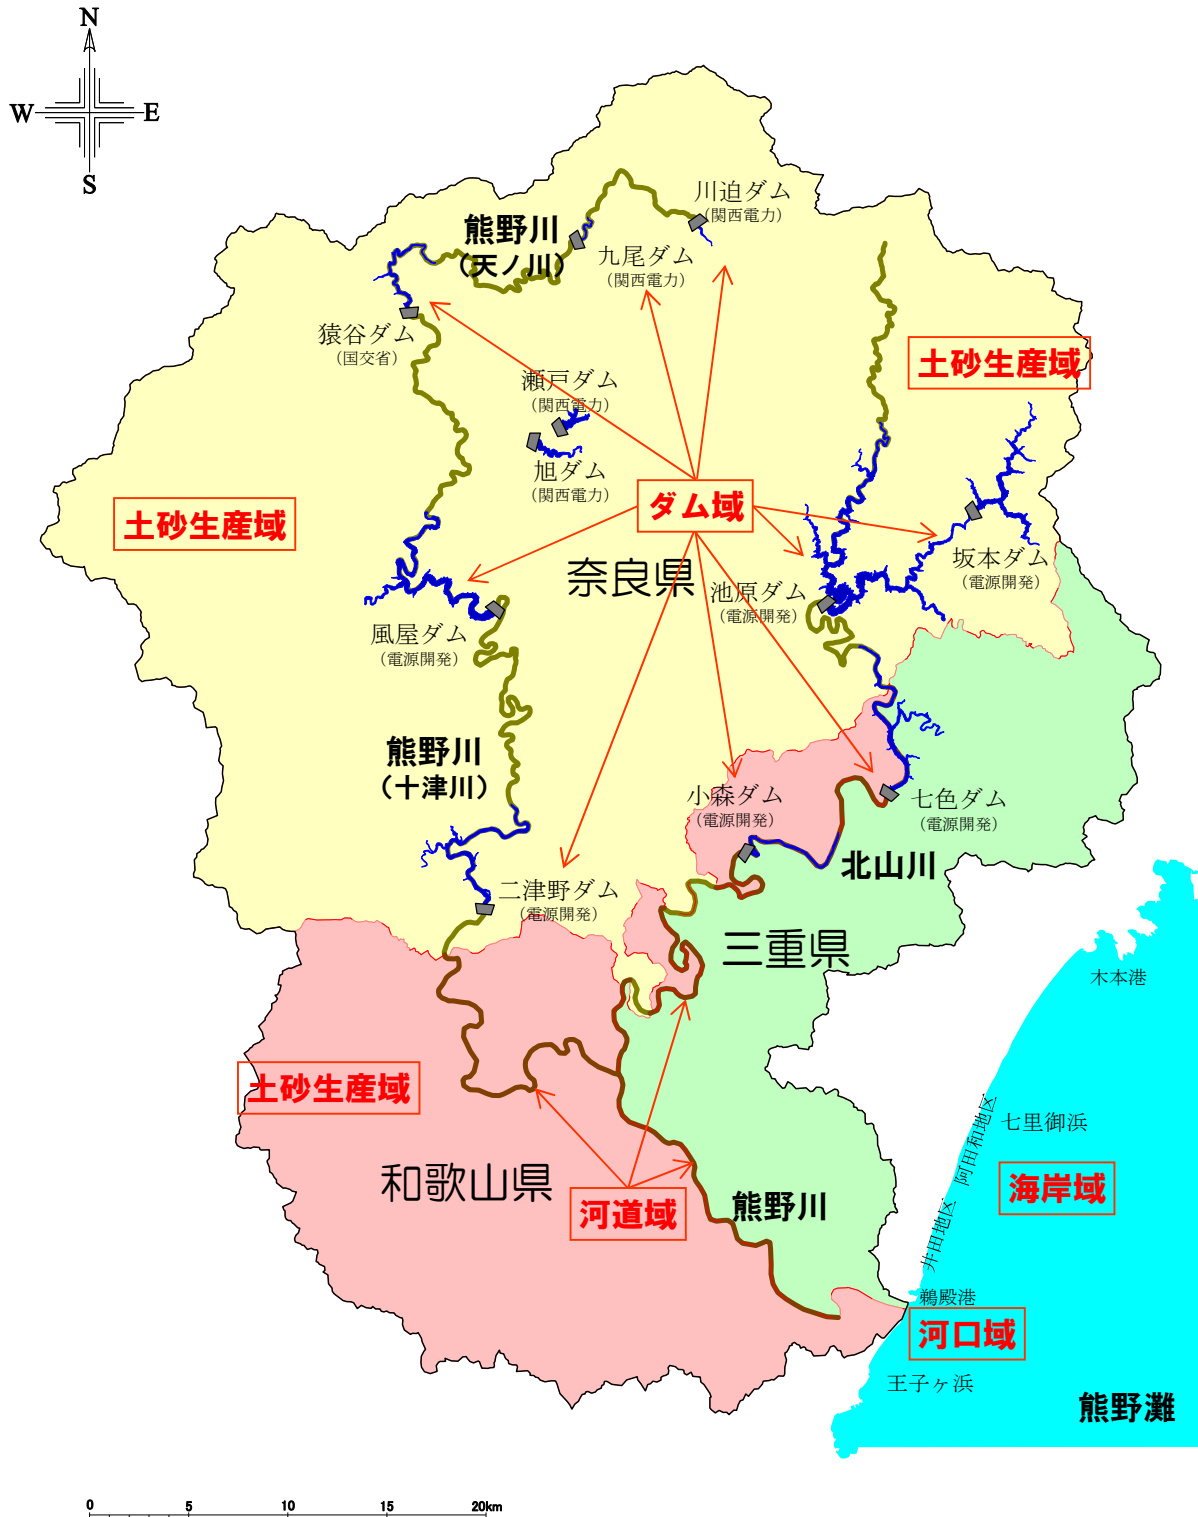 N
W
E
S
川迫ダム
(関西電力)
熊野川
(天ノ川)
九尾ダム
(関西電力)
猿谷ダム
(国交省)
土砂生産域
瀬戸ダム
(関西電力)
旭ダム
(関西電力)
土砂生産域
ダム域
奈良県
坂本ダム
(電源開発)
池原ダム
(電源開発)
風屋ダム
(電源開発)
熊野川
(十津川)
小森ダム
(電源開発)
七色ダム
(電源開発)
北山川
二津野ダム
(電源開発)
三重県
木本港
土砂生産域
阿田和地区
七里御浜
和歌山県
海岸域
河道域
熊野川
井田地区
鵜殿港
河口域
王子ヶ浜
熊野灘
0 5 10 15 20km